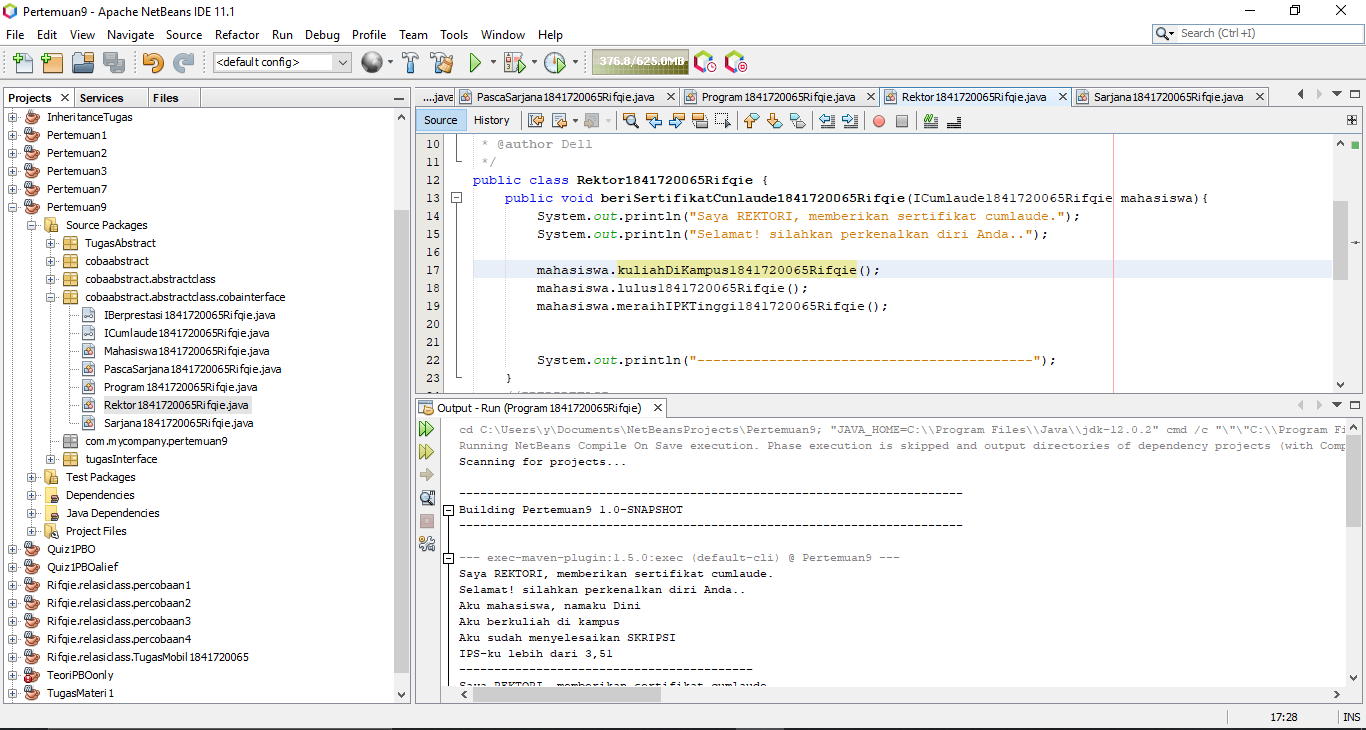 Pertemuan9 - Apache NetBeans IDE 11.1
File Edit View Navigate Source Refactor Run Debug Profile Team Tools Window Help
Search (Ctrl+I)
<default config>
376.8/625.0MB
Projects Services Files
InheritanceTugas
Pertemuan1
Pertemuan2
Pertemuan3
Pertemuan7
Pertemuan9
Source Packages
TugasAbstract
cobaabstract
cobaabstract.abstractclass
cobaabstract.abstractclass.cobainterface
IBerprestasi1841720065Rifqie.java
ICumlaude1841720065Rifqie.java
Mahasiswa1841720065Rifqie.java
PascaSarjana1841720065Rifqie.java
Program1841720065Rifqie.java
Rektor1841720065Rifqie.java
Sarjana1841720065Rifqie.java
com.mycompany.pertemuan9
tugasInterface
Test Packages
Dependencies
Java Dependencies
Project Files
Quiz1PBO
Quiz1PBOalief
Rifqie.relasiclass.percobaan1
Rifqie.relasiclass.percobaan2
Rifqie.relasiclass.percobaan3
Rifqie.relasiclass.percobaan4
Rifqie.relasiclass.TugasMobil1841720065
TeoriPBOonly
TugasMateri1
...java PascaSarjana1841720065Rifqie.java Program1841720065Rifqie.java Rektor1841720065Rifqie.java Sarjana1841720065Rifqie.java
Source History
10 * @author Dell
11 */
12 public class Rektor1841720065Rifqie {
13 public void beriSertifikatCunlaude1841720065Rifqie(ICumlaude1841720065Rifqie mahasiswa){
14 System.out.println("Saya REKTORI, memberikan sertifikat cumlaude.");
15 System.out.println("Selamat! silahkan perkenalkan diri Anda..");
16
17 mahasiswa.kuliahDiKampus1841720065Rifqie();
18 mahasiswa.lulus1841720065Rifqie();
19 mahasiswa.meraihIPKTinggi1841720065Rifqie();
20
21
22 System.out.println("------------------------------------------");
23 }
Output - Run (Program1841720065Rifqie)
cd C:\Users\y\Documents\NetBeansProjects\Pertemuan9; "JAVA_HOME=C:\\Program Files\\Java\\jdk-12.0.2" cmd /c "\"\"C:\\Program Fi
Running NetBeans Compile On Save execution. Phase execution is skipped and output directories of dependency projects (with Comp
Scanning for projects...
------------------------------------------------------------------------
Building Pertemuan9 1.0-SNAPSHOT
------------------------------------------------------------------------
--- exec-maven-plugin:1.5.0:exec (default-cli) @ Pertemuan9 ---
Saya REKTORI, memberikan sertifikat cumlaude.
Selamat! silahkan perkenalkan diri Anda..
Aku mahasiswa, namaku Dini
Aku berkuliah di kampus
Aku sudah menyelesaikan SKRIPSI
IPS-ku lebih dari 3,51
------------------------------------------
Saya REKTORI, memberikan sertifikat cumlaude.
17:28 INS